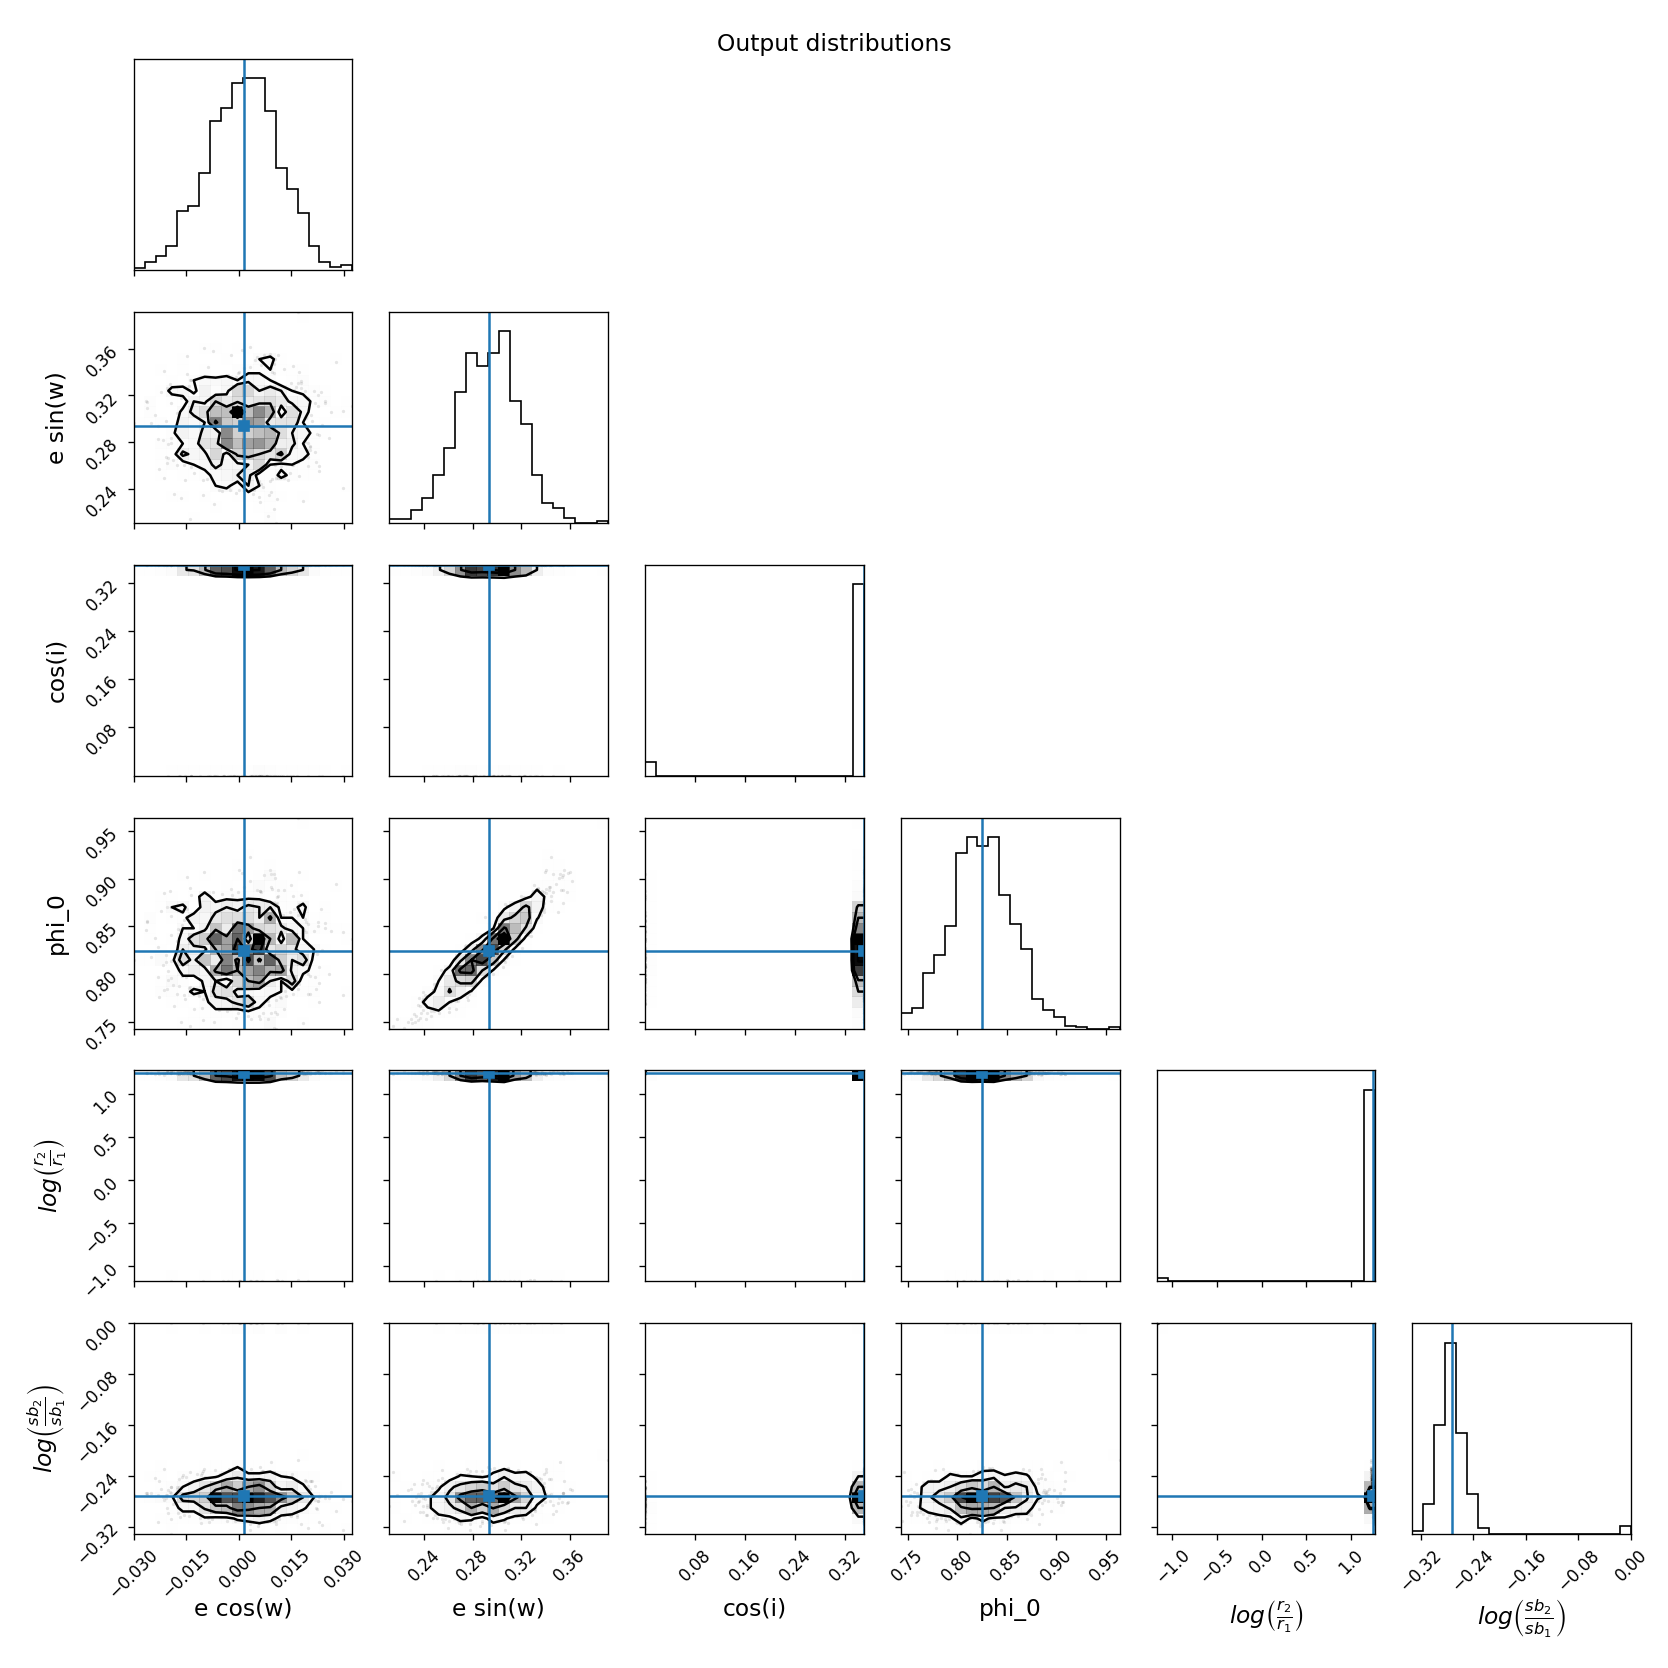 Output distributions
e sin(w)
0.36
0.32
0.28
0.24
cos(i)
0.32
0.24
0.16
0.08
phi_0
0.95
0.90
0.85
0.80
0.75
log(r₂/r₁)
1.0
0.5
0.0
−0.5
−1.0
log(sb₂/sb₁)
0.00
−0.08
−0.16
−0.24
−0.32
−0.030 −0.015 0.000 0.015 0.030
0.24 0.28 0.32 0.36
0.08 0.16 0.24 0.32
0.75 0.80 0.85 0.90 0.95
−1.0 −0.5 0.0 0.5 1.0
−0.32 −0.24 −0.16 −0.08 0.00
e cos(w)
e sin(w)
cos(i)
phi_0
log(r₂/r₁)
log(sb₂/sb₁)